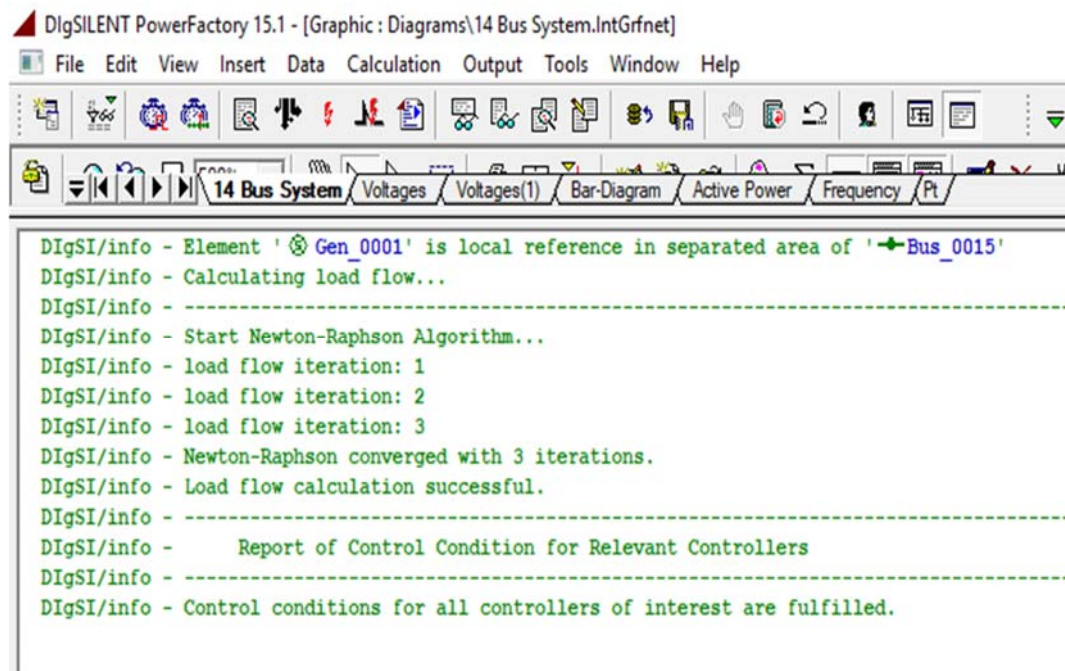 DIgSILENT PowerFactory 15.1 - [Graphic : Diagrams\14 Bus System.IntGrfnet]
File Edit View Insert Data Calculation Output Tools Window Help
14 Bus System Voltages Voltages(1) Bar-Diagram Active Power Frequency Pt
DIgSI/info - Element ' Gen_0001' is local reference in separated area of ' Bus_0015'
DIgSI/info - Calculating load flow...
DIgSI/info - --------------------------------------------------------------------------------
DIgSI/info - Start Newton-Raphson Algorithm...
DIgSI/info - load flow iteration: 1
DIgSI/info - load flow iteration: 2
DIgSI/info - load flow iteration: 3
DIgSI/info - Newton-Raphson converged with 3 iterations.
DIgSI/info - Load flow calculation successful.
DIgSI/info - --------------------------------------------------------------------------------
DIgSI/info - Report of Control Condition for Relevant Controllers
DIgSI/info - --------------------------------------------------------------------------------
DIgSI/info - Control conditions for all controllers of interest are fulfilled.